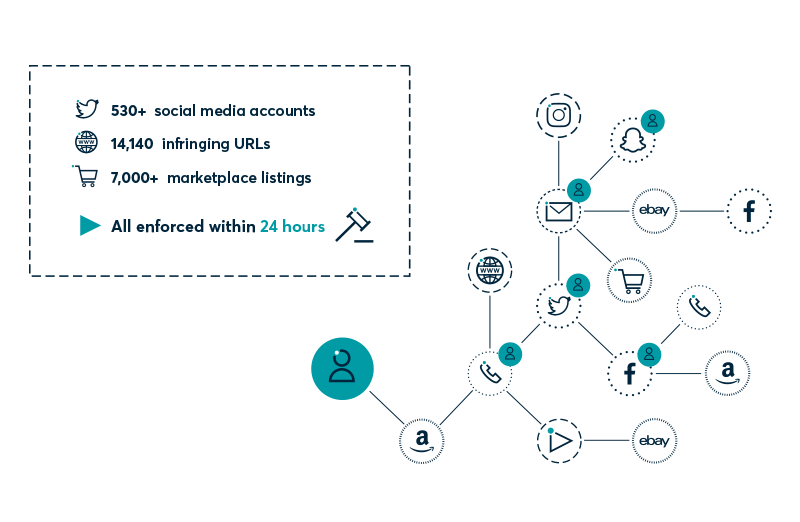 530+ social media accounts
www
14,140 infringing URLs
7,000+ marketplace listings
All enforced within 24 hours
ebay
f
www
f
a
a
ebay